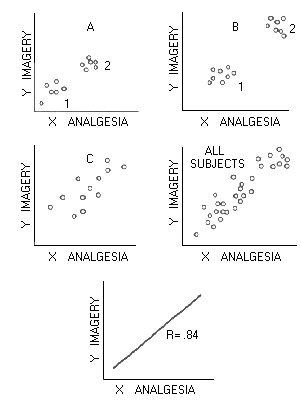 A
Y IMAGERY
2
1
X ANALGESIA
B
Y IMAGERY
2
1
X ANALGESIA
C
Y IMAGERY
X ANALGESIA
ALL
SUBJECTS
Y IMAGERY
X ANALGESIA
Y IMAGERY
R= .84
X ANALGESIA